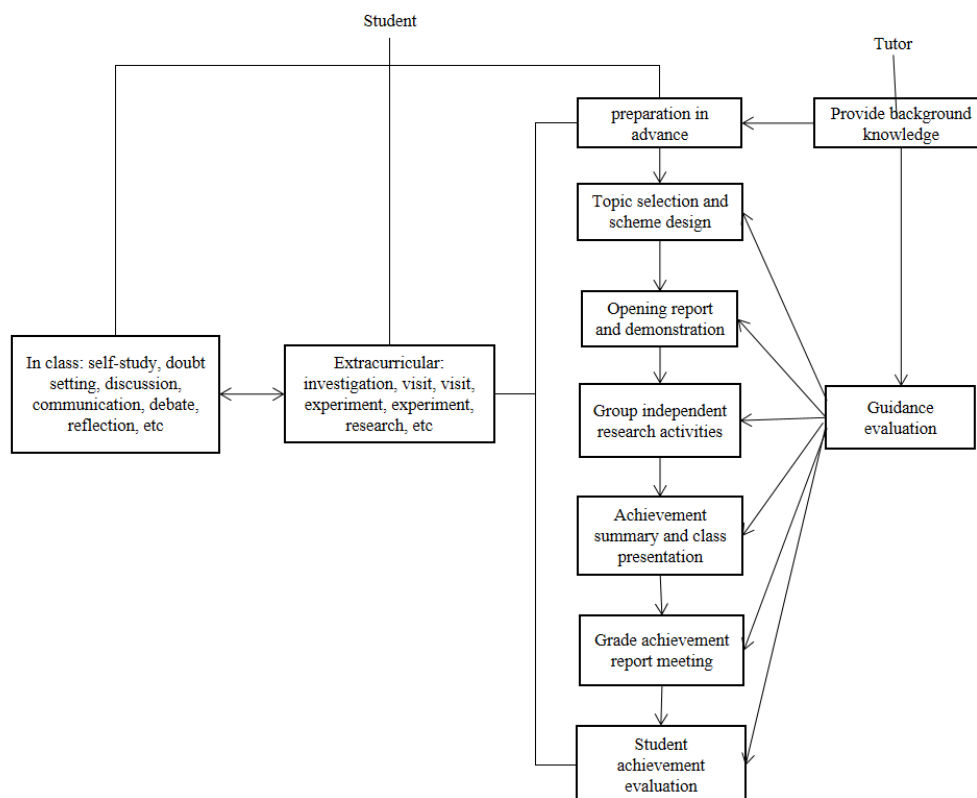 Student
Tutor
preparation in
advance
Provide background
knowledge
Topic selection and
scheme design
Opening report
and demonstration
In class: self-study, doubt
setting, discussion,
communication, debate,
reflection, etc
Extracurricular:
investigation, visit, visit,
experiment, experiment,
research, etc
Group independent
research activities
Guidance
evaluation
Achievement
summary and class
presentation
Grade achievement
report meeting
Student
achievement
evaluation